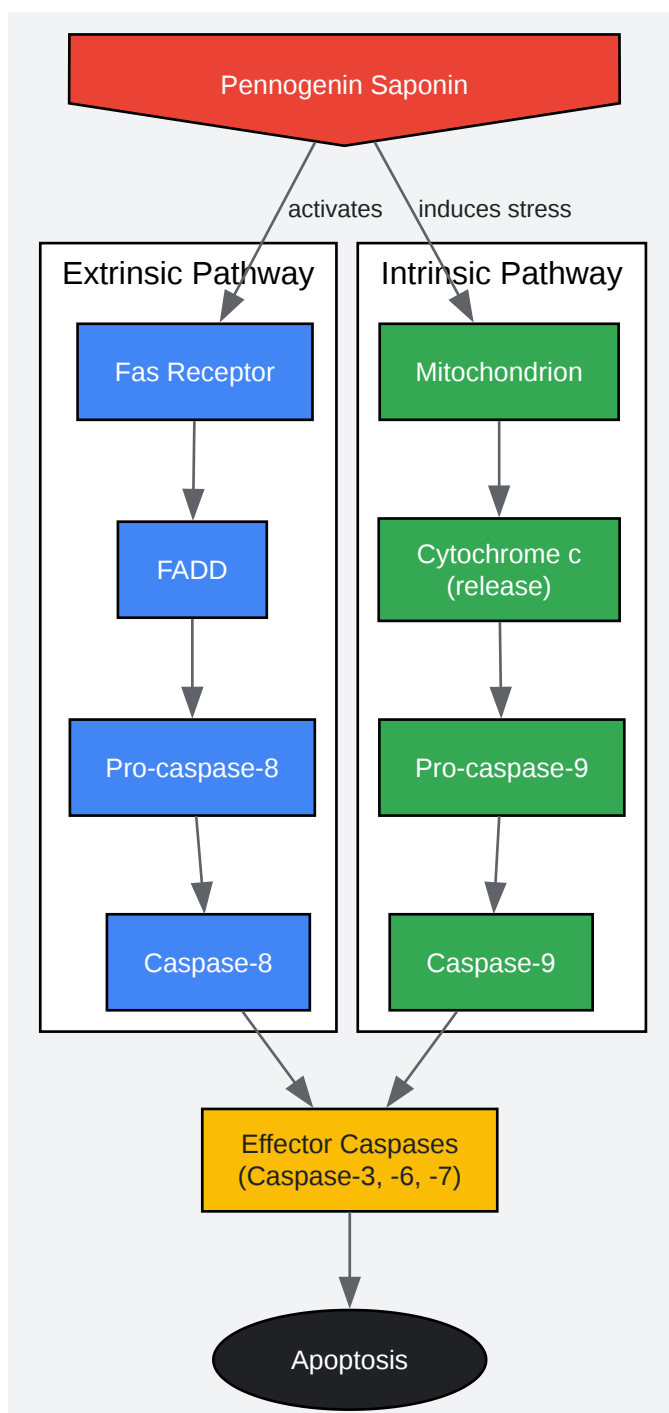 Pennogenin Saponin
activates
induces stress
Extrinsic Pathway
Intrinsic Pathway
Fas Receptor
Mitochondrion
FADD
Cytochrome c
(release)
Pro-caspase-8
Pro-caspase-9
Caspase-8
Caspase-9
Effector Caspases
(Caspase-3, -6, -7)
Apoptosis